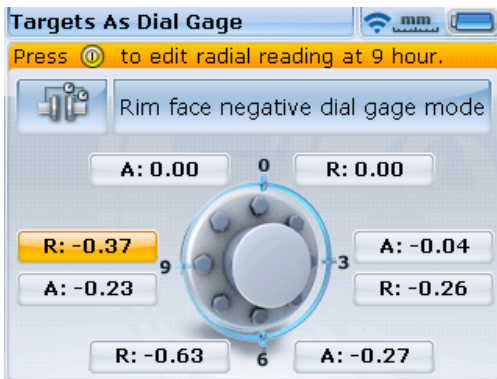 Targets As Dial Gage
mm
Press to edit radial reading at 9 hour.
Rim face negative dial gage mode
A: 0.00 0 R: 0.00
R: -0.37 9 3 A: -0.04
A: -0.23 R: -0.26
R: -0.63 6 A: -0.27